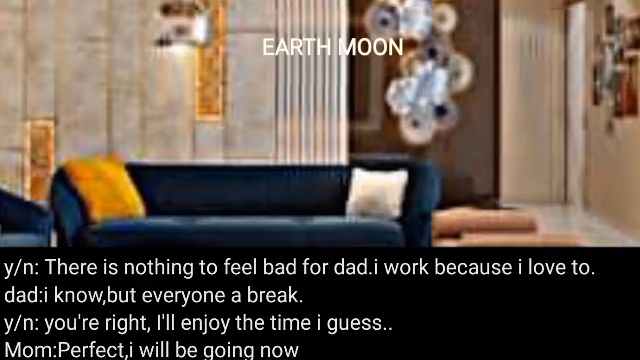 EARTH MOON
y/n: There is nothing to feel bad for dad.i work because i love to.
dad:i know,but everyone a break.
y/n: you're right, I'll enjoy the time i guess..
Mom:Perfect,i will be going now